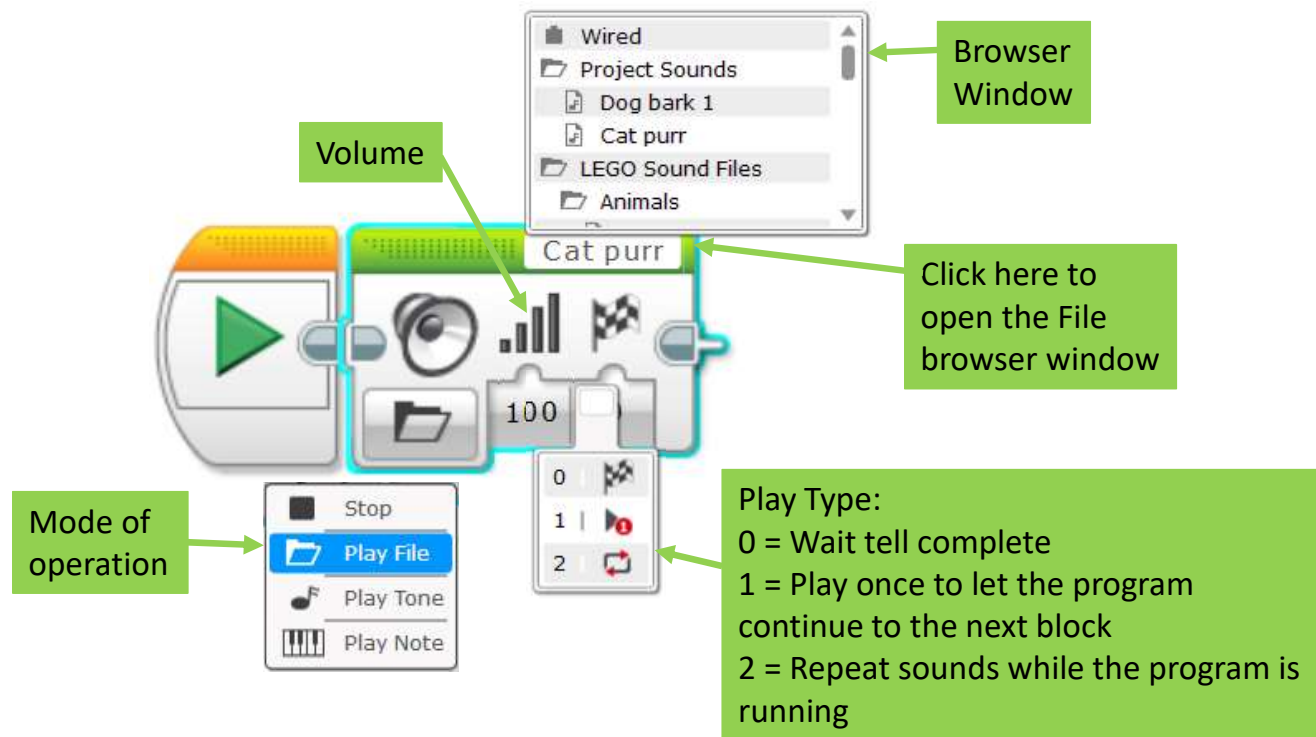 Wired
Project Sounds
Dog bark 1
Cat purr
LEGO Sound Files
Animals
Browser
Window
Volume
Cat purr
Click here to
open the File
browser window
100
0
1
2
Mode of
operation
Stop
Play File
Play Tone
Play Note
1
Play Type:
0 = Wait tell complete
1 = Play once to let the program
continue to the next block
2 = Repeat sounds while the program is
running